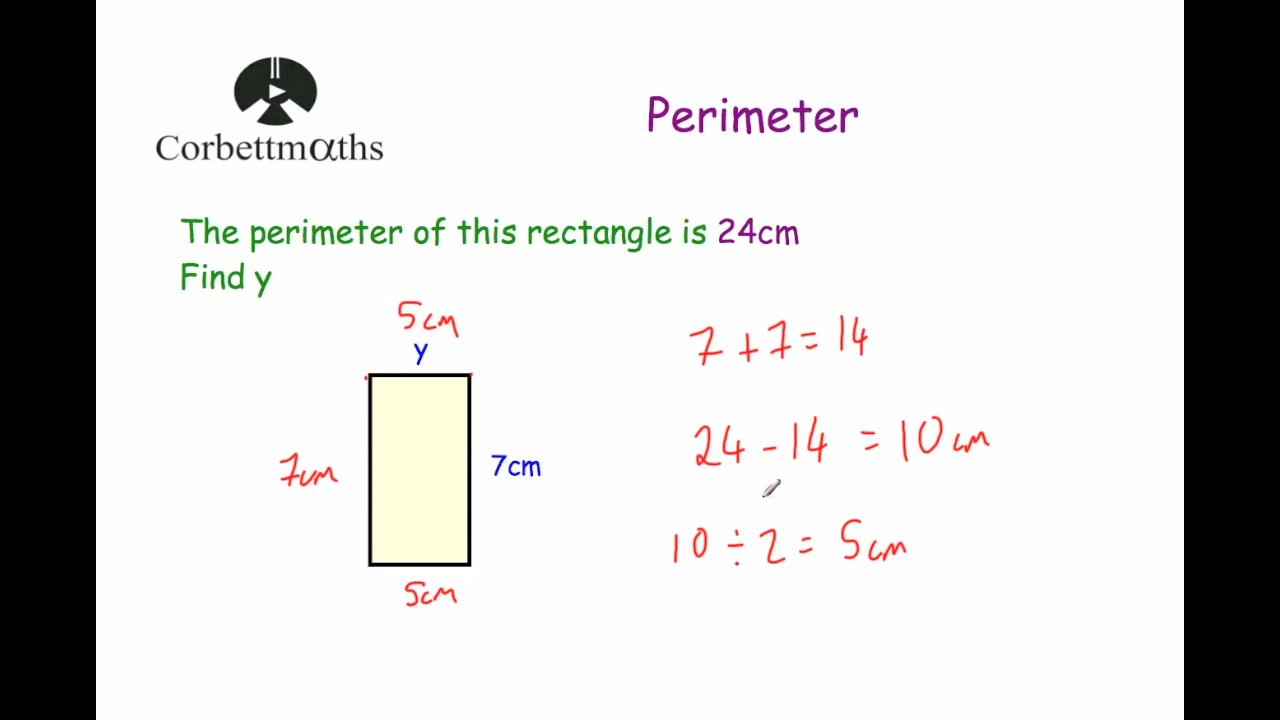 Corbettmαths
Perimeter
The perimeter of this rectangle is 24cm
Find y
5cm
y
7cm
7cm
5cm
7 + 7 = 14
24 - 14 = 10cm
10 ÷ 2 = 5cm